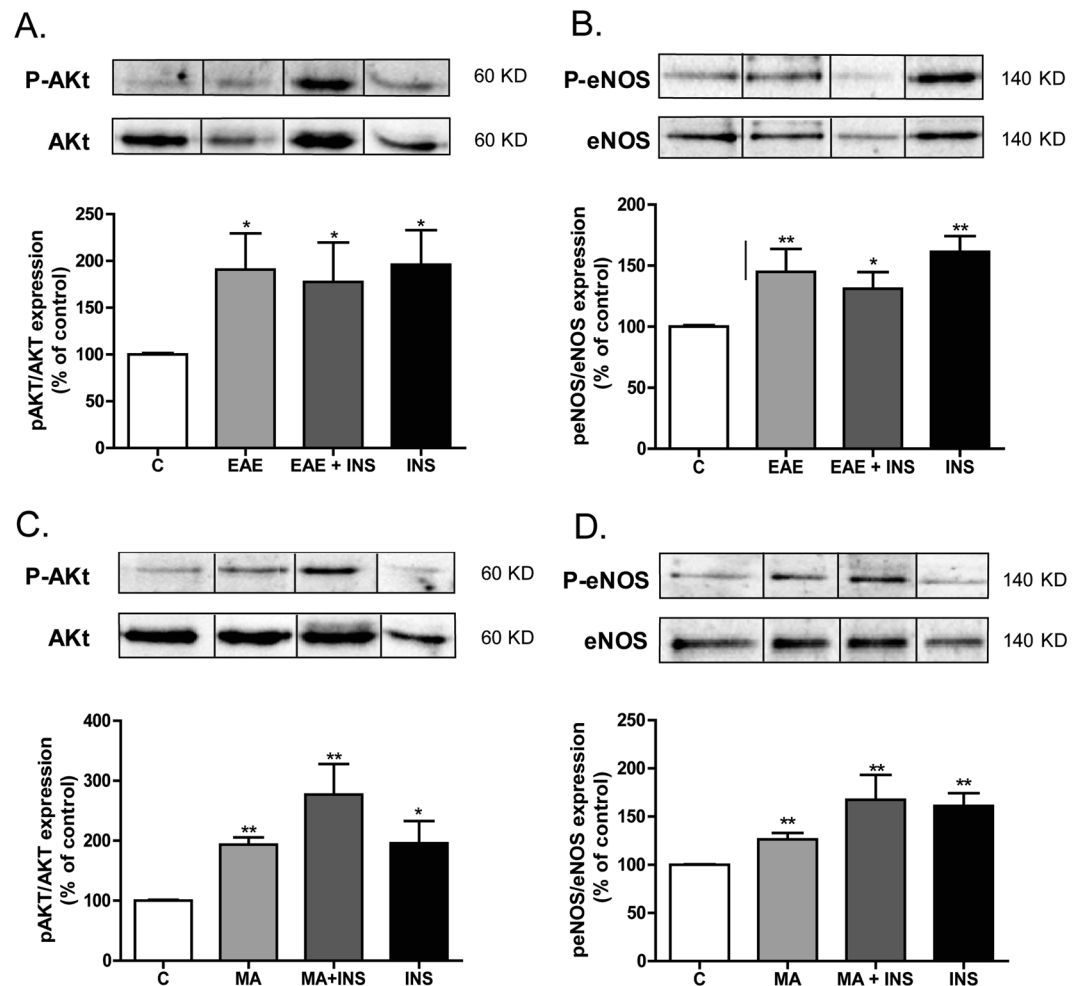 A.
P-AKt
60 KD
AKt
60 KD
pAKT/AKT expression
(% of control)
250
200
150
100
50
0
*
*
*
C
EAE
EAE + INS
INS
B.
P-eNOS
140 KD
eNOS
140 KD
peNOS/eNOS expression
(% of control)
200
150
100
50
0
**
*
**
C
EAE
EAE + INS
INS
C.
P-AKt
60 KD
AKt
60 KD
pAKT/AKT expression
(% of control)
400
300
200
100
0
**
**
*
C
MA
MA+INS
INS
D.
P-eNOS
140 KD
eNOS
140 KD
peNOS/eNOS expression
(% of control)
250
200
150
100
50
0
**
**
**
C
MA
MA + INS
INS